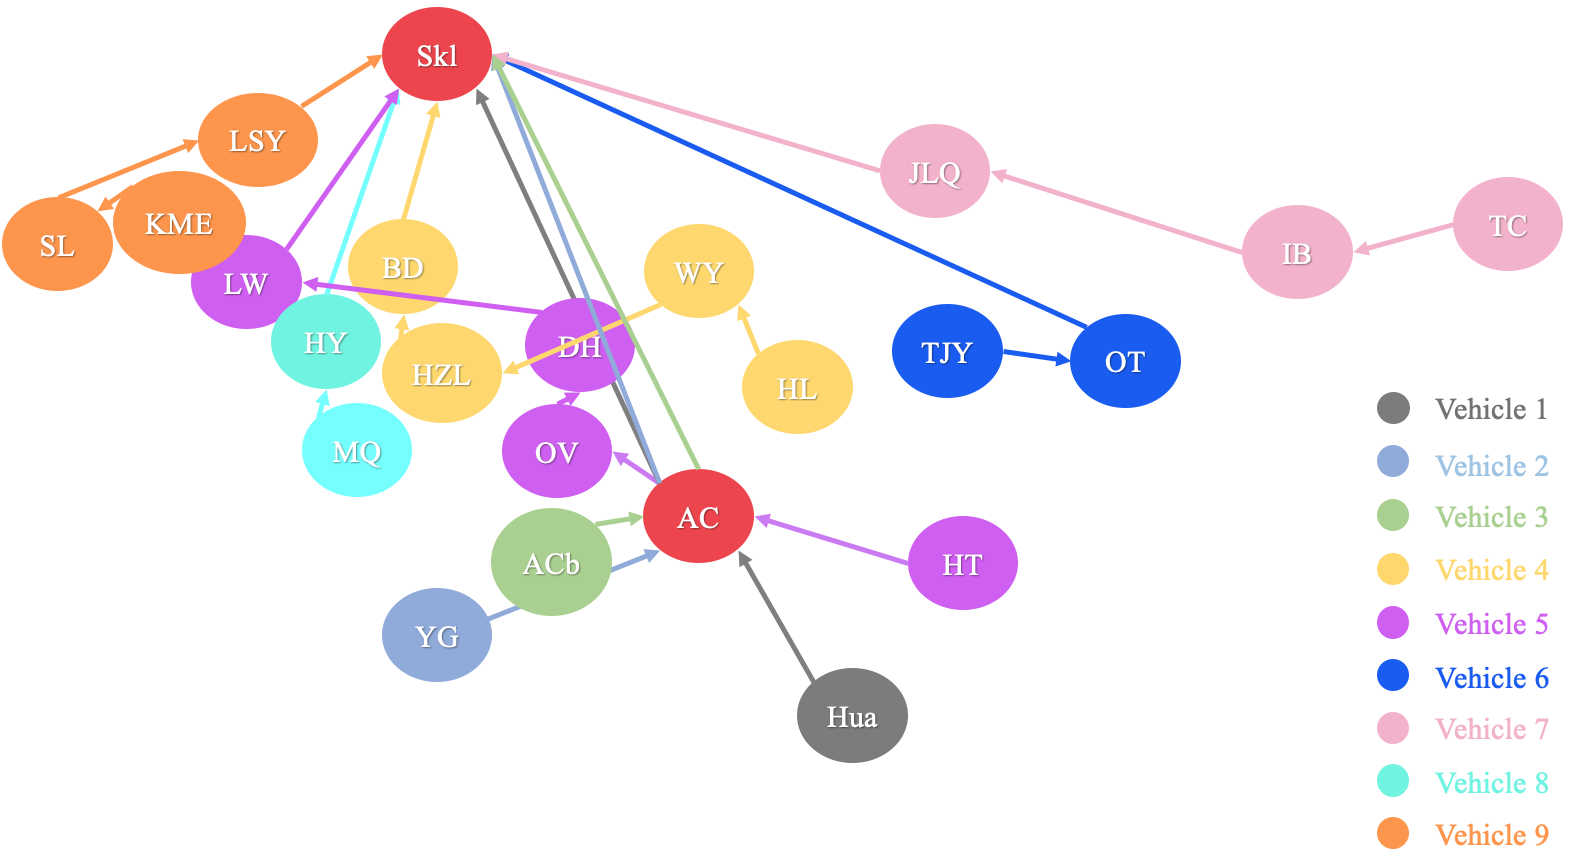 Skl
LSY
JLQ
KME
SL
TC
IB
LW
BD
WY
HY
DH
TJY
OT
HZL
HL
MQ
OV
AC
ACb
HT
YG
Hua
Vehicle 1
Vehicle 2
Vehicle 3
Vehicle 4
Vehicle 5
Vehicle 6
Vehicle 7
Vehicle 8
Vehicle 9